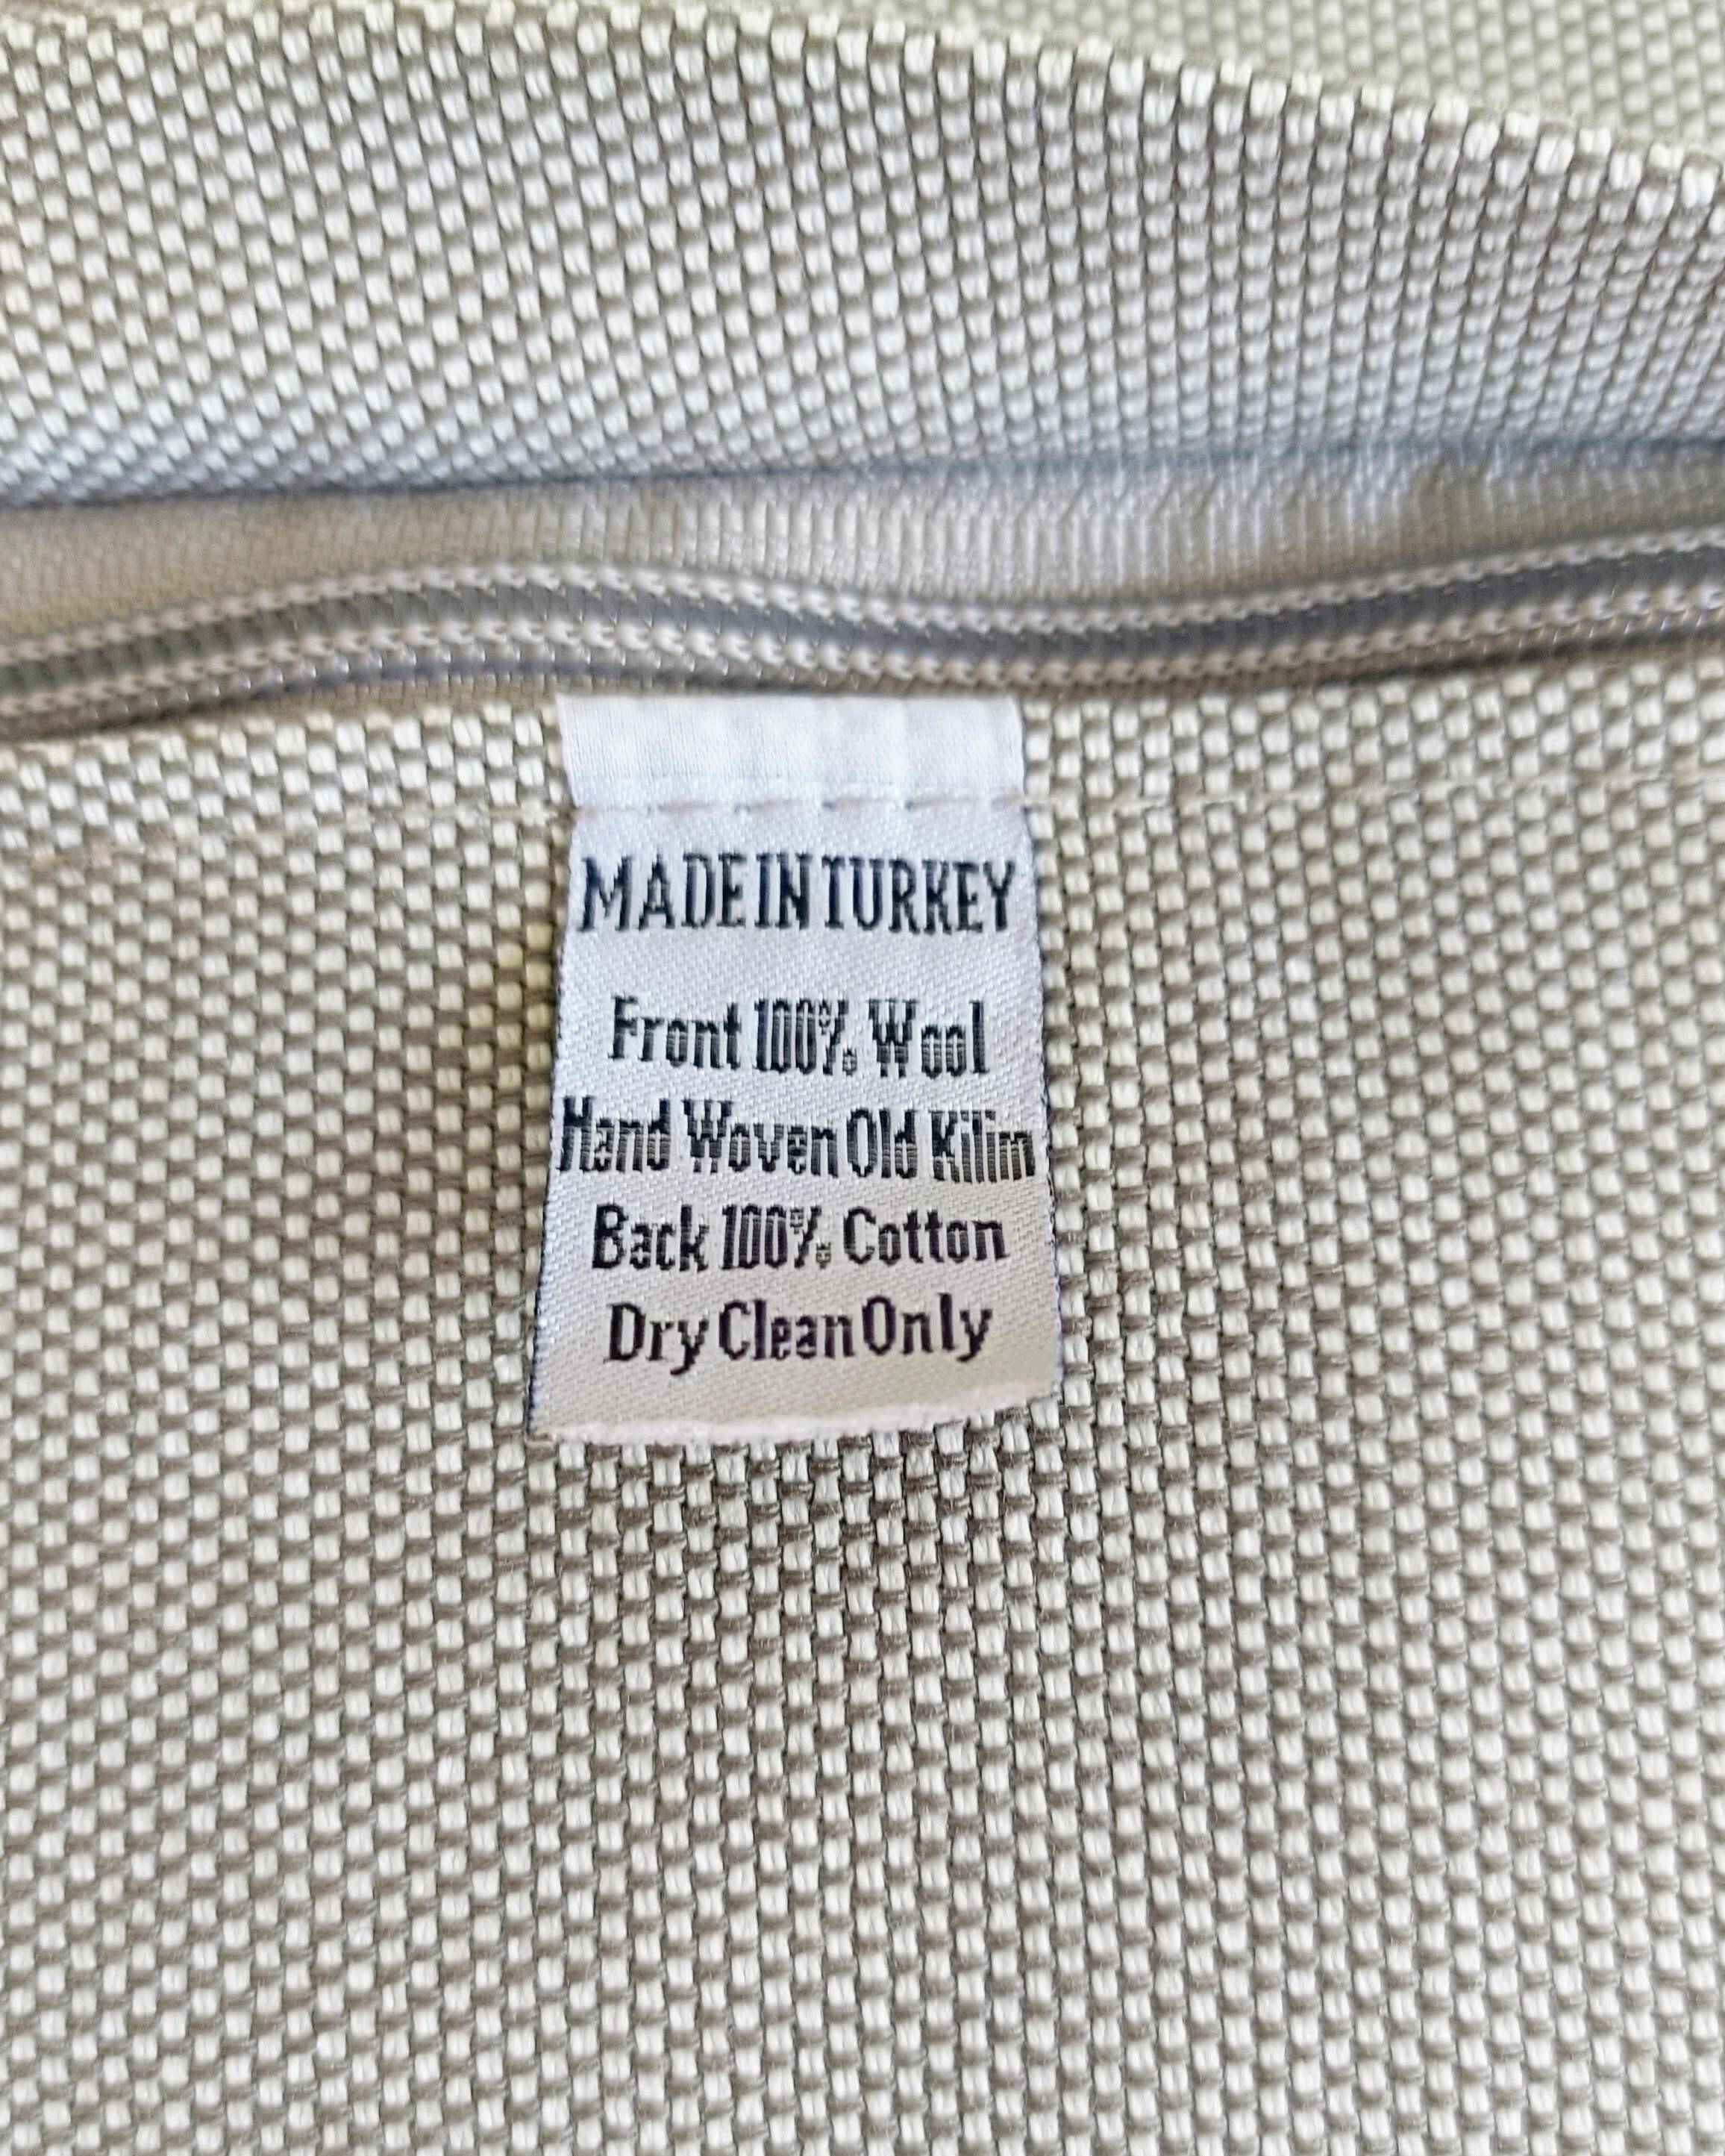 MADE IN TURKEY
Front 100% Wool
Hand Woven Old Kilim
Back 100% Cotton
Dry Clean Only